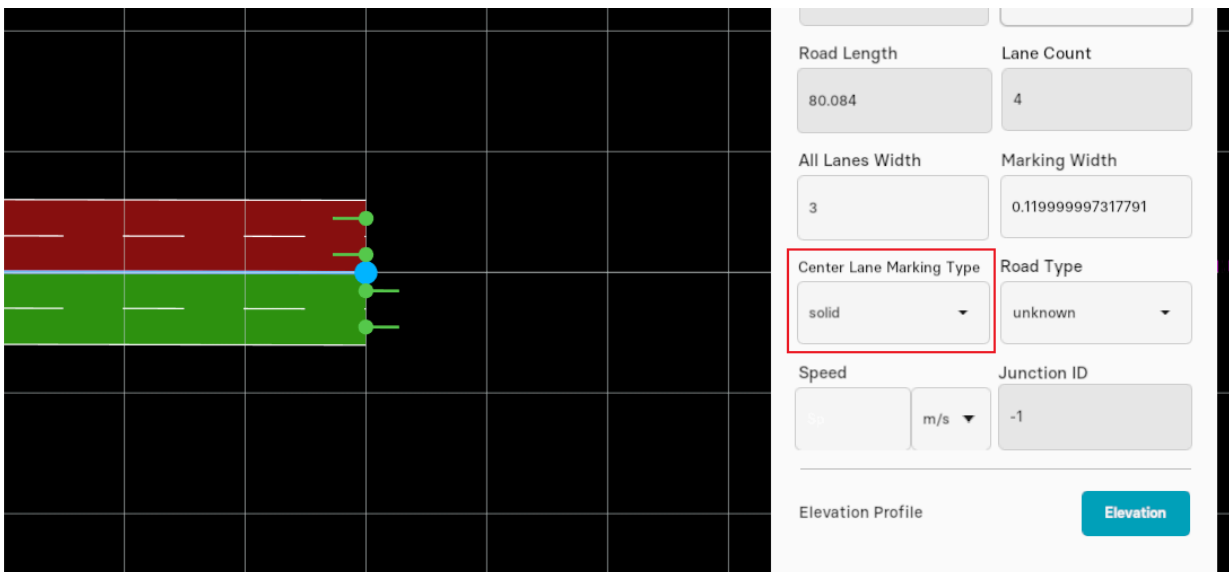 Road Length
Lane Count
80.084
4
All Lanes Width
Marking Width
3
0.119999997317791
Center Lane Marking Type
Road Type
solid
unknown
Speed
Junction ID
m/s
-1
Elevation Profile
Elevation